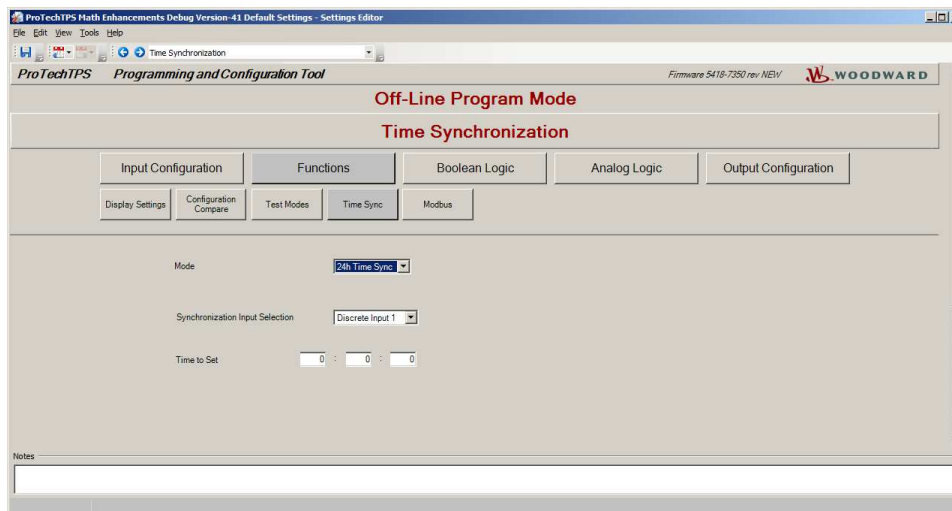 ProTechTPS Math Enhancements Debug Version-41 Default Settings - Settings Editor
File Edit View Tools Help
Time Synchronization
ProTechTPS Programming and Configuration Tool Firmware 5418-7350 rev NEW WOODWARD
Off-Line Program Mode
Time Synchronization
Input Configuration Functions Boolean Logic Analog Logic Output Configuration
Display Settings Configuration Compare Test Modes Time Sync Modbus
Mode 24h Time Sync
Synchronization Input Selection Discrete Input 1
Time to Set 0 : 0 : 0
Notes